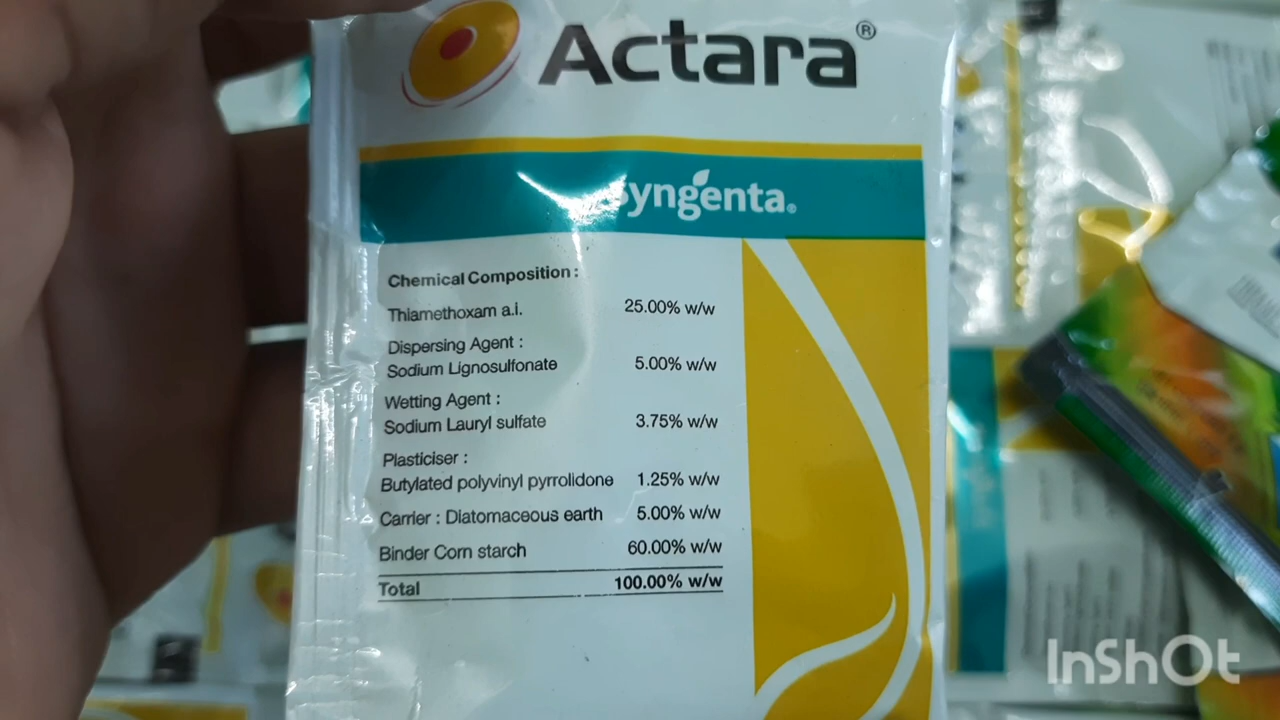 Actara®
syngenta®
Chemical Composition :
Thiamethoxam a.i. 25.00% w/w
Dispersing Agent :
Sodium Lignosulfonate 5.00% w/w
Wetting Agent :
Sodium Lauryl sulfate 3.75% w/w
Plasticiser :
Butylated polyvinyl pyrrolidone 1.25% w/w
Carrier : Diatomaceous earth 5.00% w/w
Binder Corn starch 60.00% w/w
Total 100.00% w/w
InShOt